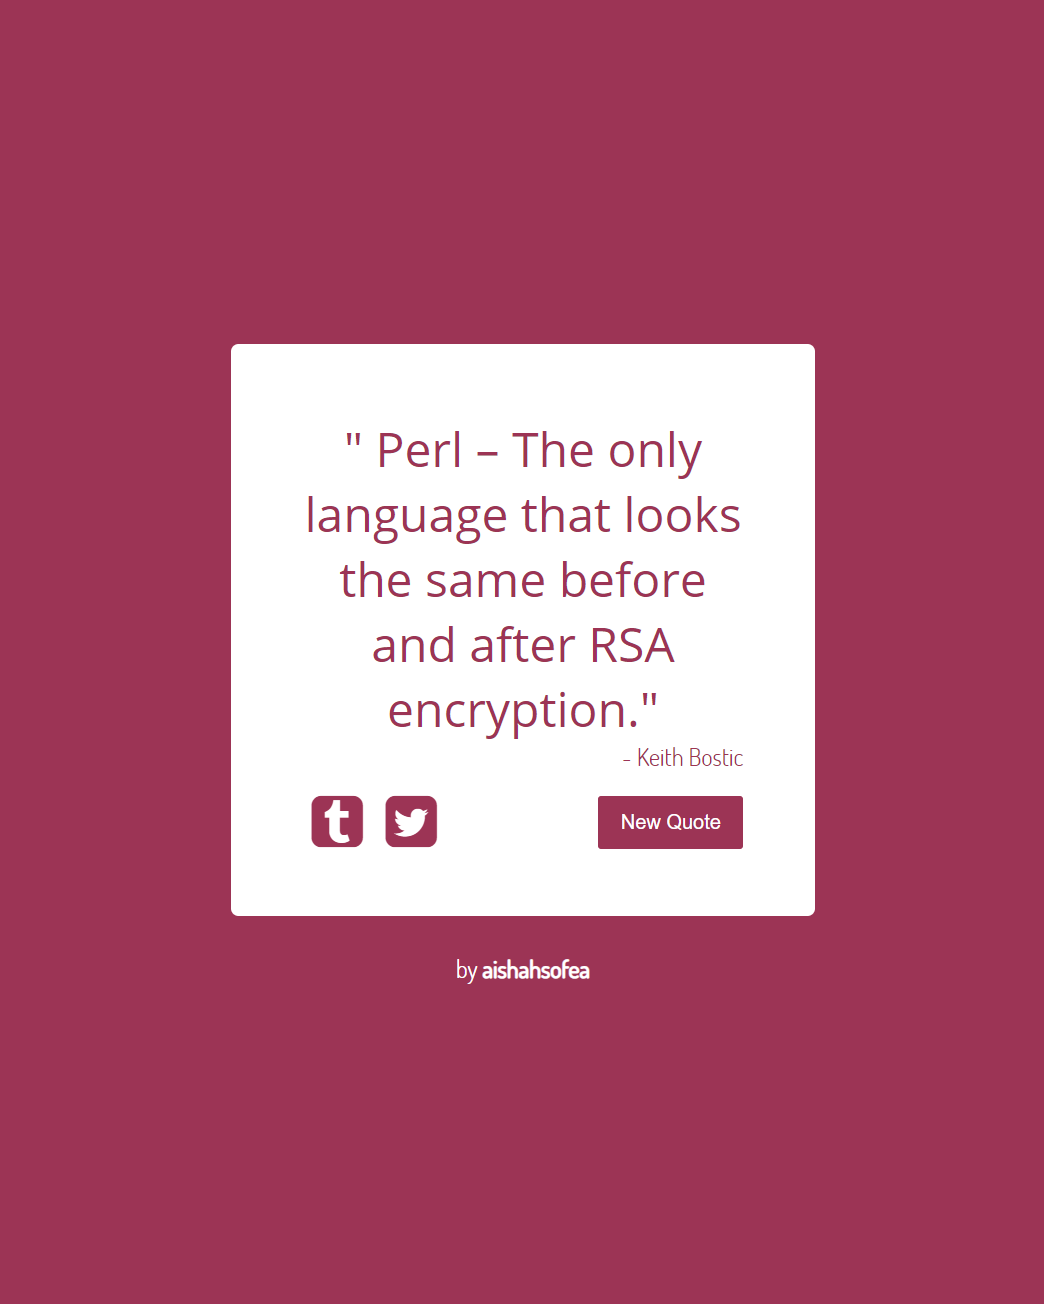 " Perl – The only
language that looks
the same before
and after RSA
encryption."
- Keith Bostic
New Quote
by aishahsofea